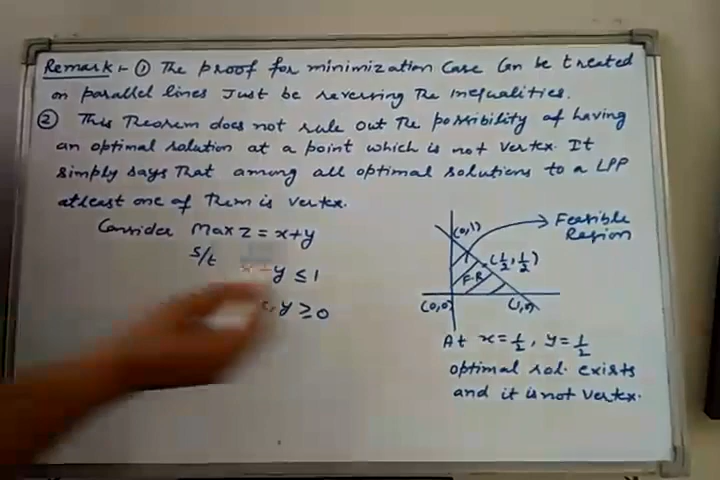 Remark :- ① The proof for minimization case can be treated
on parallel lines Just be reversing The inequalities.
② This Theorem does not rule out The possibility of having
an optimal solution at a point which is not vertex. It
simply says That among all optimal solutions to a LPP
atleast one of Them is vertex.
Consider Max z = x+y
S/t y ≤ 1
, y ≥ 0
(0,1) Feasible
Region
(1/2, 1/2)
F.R
(0,0) (1,0)
At x = 1/2, y = 1/2
optimal sol. exists
and it is not vertex.